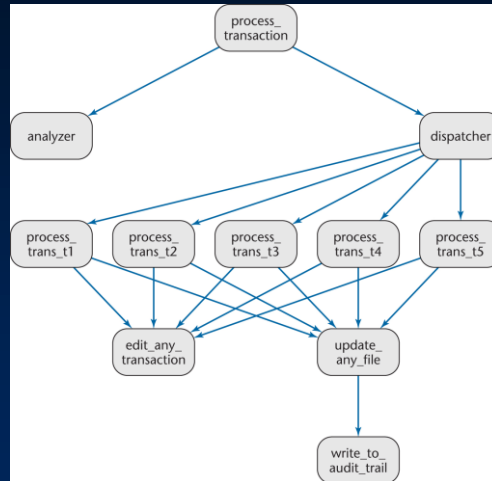 process_
transaction
analyzer
dispatcher
process_
trans_t1
process_
trans_t2
process_
trans_t3
process_
trans_t4
process_
trans_t5
edit_any_
transaction
update_
any_file
write_to_
audit_trail